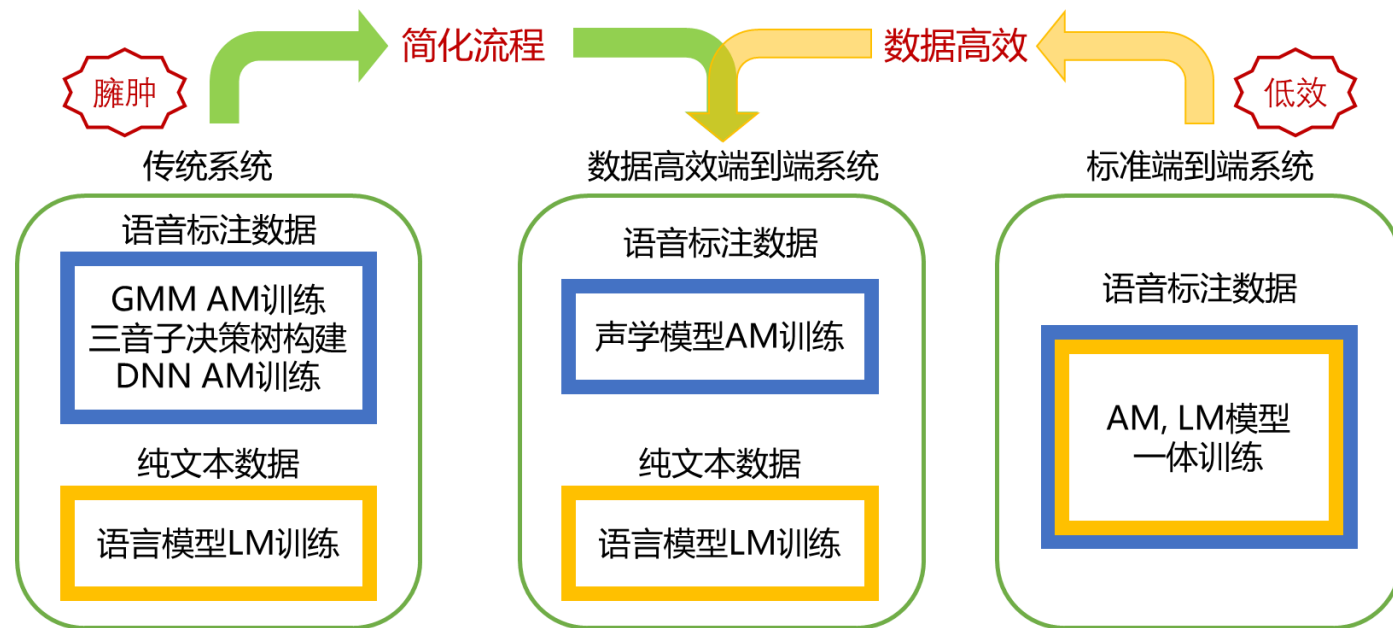 简化流程
数据高效
臃肿
低效
传统系统
数据高效端到端系统
标准端到端系统
语音标注数据
GMM AM训练
三音子决策树构建
DNN AM训练
纯文本数据
语言模型LM训练
语音标注数据
声学模型AM训练
纯文本数据
语言模型LM训练
语音标注数据
AM, LM模型
一体训练